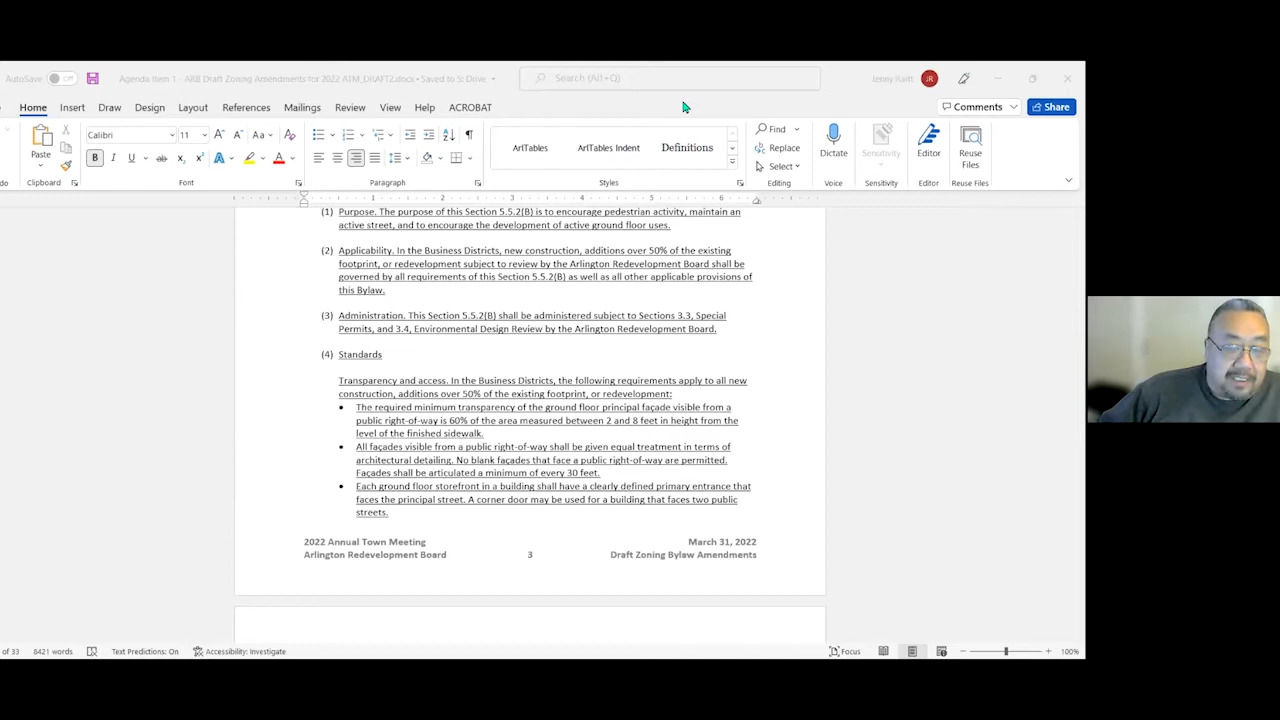 AutoSave Off Agenda Item 1 - ARB Draft Zoning Amendments for 2022 ATM_DRAFT2.docx • Saved to S: Drive Search (Alt+Q) Jenny Raitt JR
Home Insert Draw Design Layout References Mailings Review View Help ACROBAT Comments Share
Paste Calibri 11 ArtTables ArtTables Indent Definitions Find Replace Select Dictate Sensitivity Editor Reuse Files
Clipboard Font Paragraph Styles Editing Voice Sensitivity Editor Reuse Files
1 2 3 4 5 6
(1) Purpose. The purpose of this Section 5.5.2(B) is to encourage pedestrian activity, maintain an
active street, and to encourage the development of active ground floor uses.
(2) Applicability. In the Business Districts, new construction, additions over 50% of the existing
footprint, or redevelopment subject to review by the Arlington Redevelopment Board shall be
governed by all requirements of this Section 5.5.2(B) as well as all other applicable provisions of
this Bylaw.
(3) Administration. This Section 5.5.2(B) shall be administered subject to Sections 3.3, Special
Permits, and 3.4, Environmental Design Review by the Arlington Redevelopment Board.
(4) Standards
Transparency and access. In the Business Districts, the following requirements apply to all new
construction, additions over 50% of the existing footprint, or redevelopment:
• The required minimum transparency of the ground floor principal façade visible from a
public right-of-way is 60% of the area measured between 2 and 8 feet in height from the
level of the finished sidewalk.
• All façades visible from a public right-of-way shall be given equal treatment in terms of
architectural detailing. No blank façades that face a public right-of-way are permitted.
Façades shall be articulated a minimum of every 30 feet.
• Each ground floor storefront in a building shall have a clearly defined primary entrance that
faces the principal street. A corner door may be used for a building that faces two public
streets.
2022 Annual Town Meeting March 31, 2022
Arlington Redevelopment Board 3 Draft Zoning Bylaw Amendments
of 33 8421 words Text Predictions: On Accessibility: Investigate Focus 100%